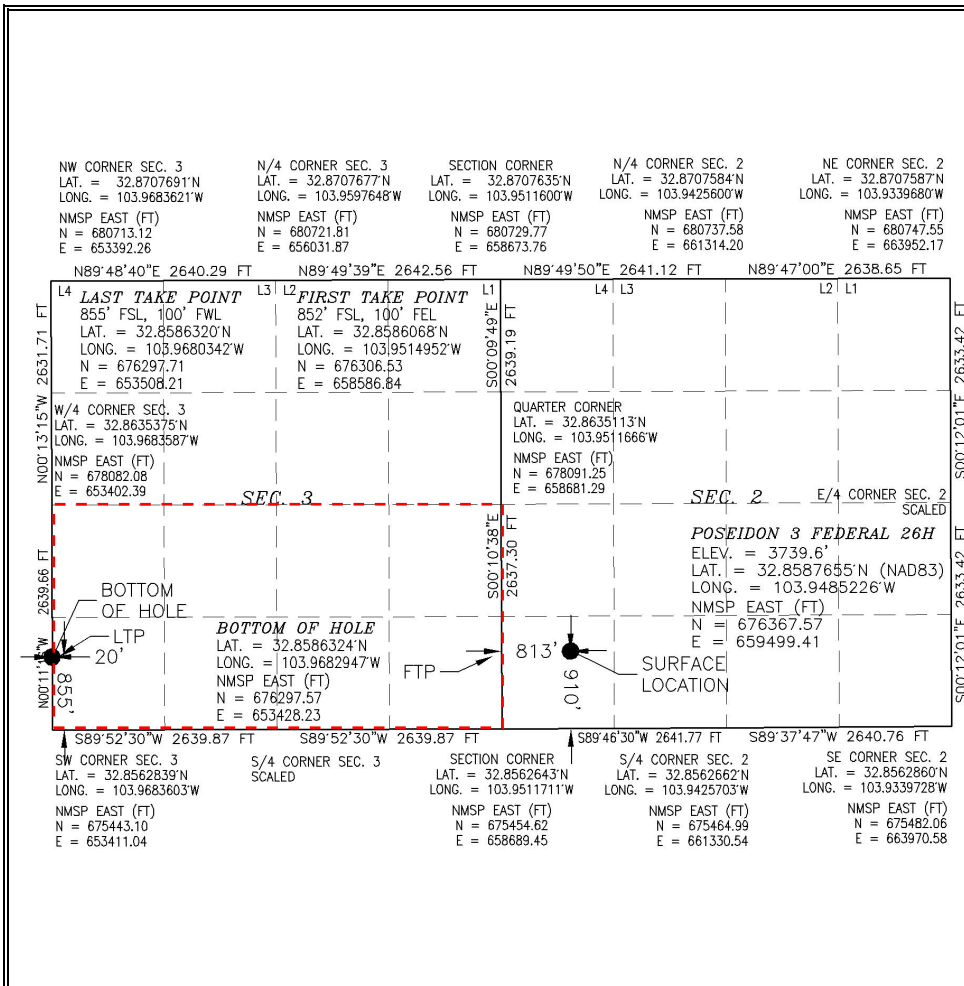 NW CORNER SEC. 3
LAT. = 32.8707691'N
LONG. = 103.9683621'W
NMSP EAST (FT)
N = 680713.12
E = 653392.26
N/4 CORNER SEC. 3
LAT. = 32.8707677'N
LONG. = 103.9597648'W
NMSP EAST (FT)
N = 680721.81
E = 656031.87
SECTION CORNER
LAT. = 32.8707635'N
LONG. = 103.9511600'W
NMSP EAST (FT)
N = 680729.77
E = 658673.76
N/4 CORNER SEC. 2
LAT. = 32.8707584'N
LONG. = 103.9425600'W
NMSP EAST (FT)
N = 680737.58
E = 661314.20
NE CORNER SEC. 2
LAT. = 32.8707587'N
LONG. = 103.9339680'W
NMSP EAST (FT)
N = 680747.55
E = 663952.17
N89°48'40"E 2640.29 FT
N89°49'39"E 2642.56 FT
N89°49'50"E 2641.12 FT
N89°47'00"E 2638.65 FT
L4
L3
L2
L1
L4
L3
L2
L1
LAST TAKE POINT
855' FSL, 100' FWL
LAT. = 32.8586320'N
LONG. = 103.9680342'W
N = 676297.71
E = 653508.21
FIRST TAKE POINT
852' FSL, 100' FEL
LAT. = 32.8586068'N
LONG. = 103.9514952'W
N = 676306.53
E = 658586.84
N00°13'15"W 2631.71 FT
S00°09'49"E
2639.19 FT
S00°12'01"E 2633.42 FT
W/4 CORNER SEC. 3
LAT. = 32.8635375'N
LONG. = 103.9683587'W
NMSP EAST (FT)
N = 678082.08
E = 653402.39
QUARTER CORNER
LAT. = 32.8635113'N
LONG. = 103.9511666'W
NMSP EAST (FT)
N = 678091.25
E = 658681.29
SEC. 3
SEC. 2
E/4 CORNER SEC. 2
SCALED
POSEIDON 3 FEDERAL 26H
ELEV. = 3739.6'
LAT. = 32.8587655'N (NAD83)
LONG. = 103.9485226'W
NMSP EAST (FT)
N = 676367.57
E = 659499.41
2639.66 FT
S00°10'38"E
2637.30 FT
S00°12'01"E 2633.42 FT
BOTTOM
OF HOLE
LTP
20'
855'
BOTTOM OF HOLE
LAT. = 32.8586324'N
LONG. = 103.9682947'W
NMSP EAST (FT)
N = 676297.57
E = 653428.23
FTP
813'
910'
SURFACE
LOCATION
S89°52'30"W 2639.87 FT
S89°52'30"W 2639.87 FT
S89°46'30"W 2641.77 FT
S89°37'47"W 2640.76 FT
SW CORNER SEC. 3
LAT. = 32.8562839'N
LONG. = 103.9683603'W
NMSP EAST (FT)
N = 675443.10
E = 653411.04
S/4 CORNER SEC. 3
SCALED
SECTION CORNER
LAT. = 32.8562643'N
LONG. = 103.9511711'W
NMSP EAST (FT)
N = 675454.62
E = 658689.45
S/4 CORNER SEC. 2
LAT. = 32.8562662'N
LONG. = 103.9425703'W
NMSP EAST (FT)
N = 675464.99
E = 661330.54
SE CORNER SEC. 2
LAT. = 32.8562860'N
LONG. = 103.9339728'W
NMSP EAST (FT)
N = 675482.06
E = 663970.58